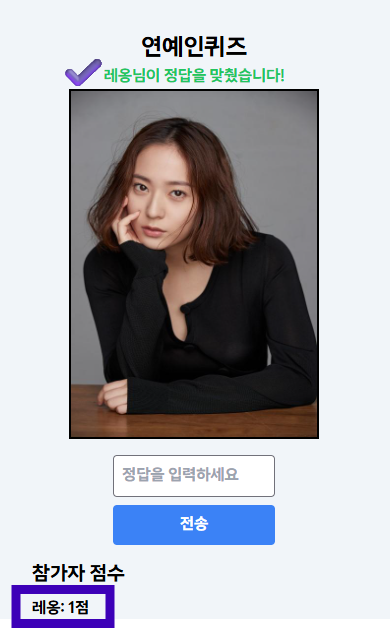 연예인퀴즈
레옹님이 정답을 맞췄습니다!
정답을 입력하세요
전송
참가자 점수
레옹: 1점